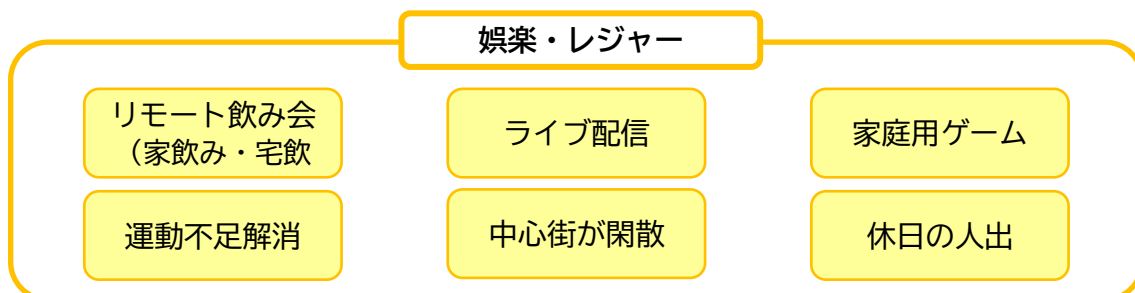 娯楽・レジャー
リモート飲み会
（家飲み・宅飲
ライブ配信
家庭用ゲーム
運動不足解消
中心街が閑散
休日の人出